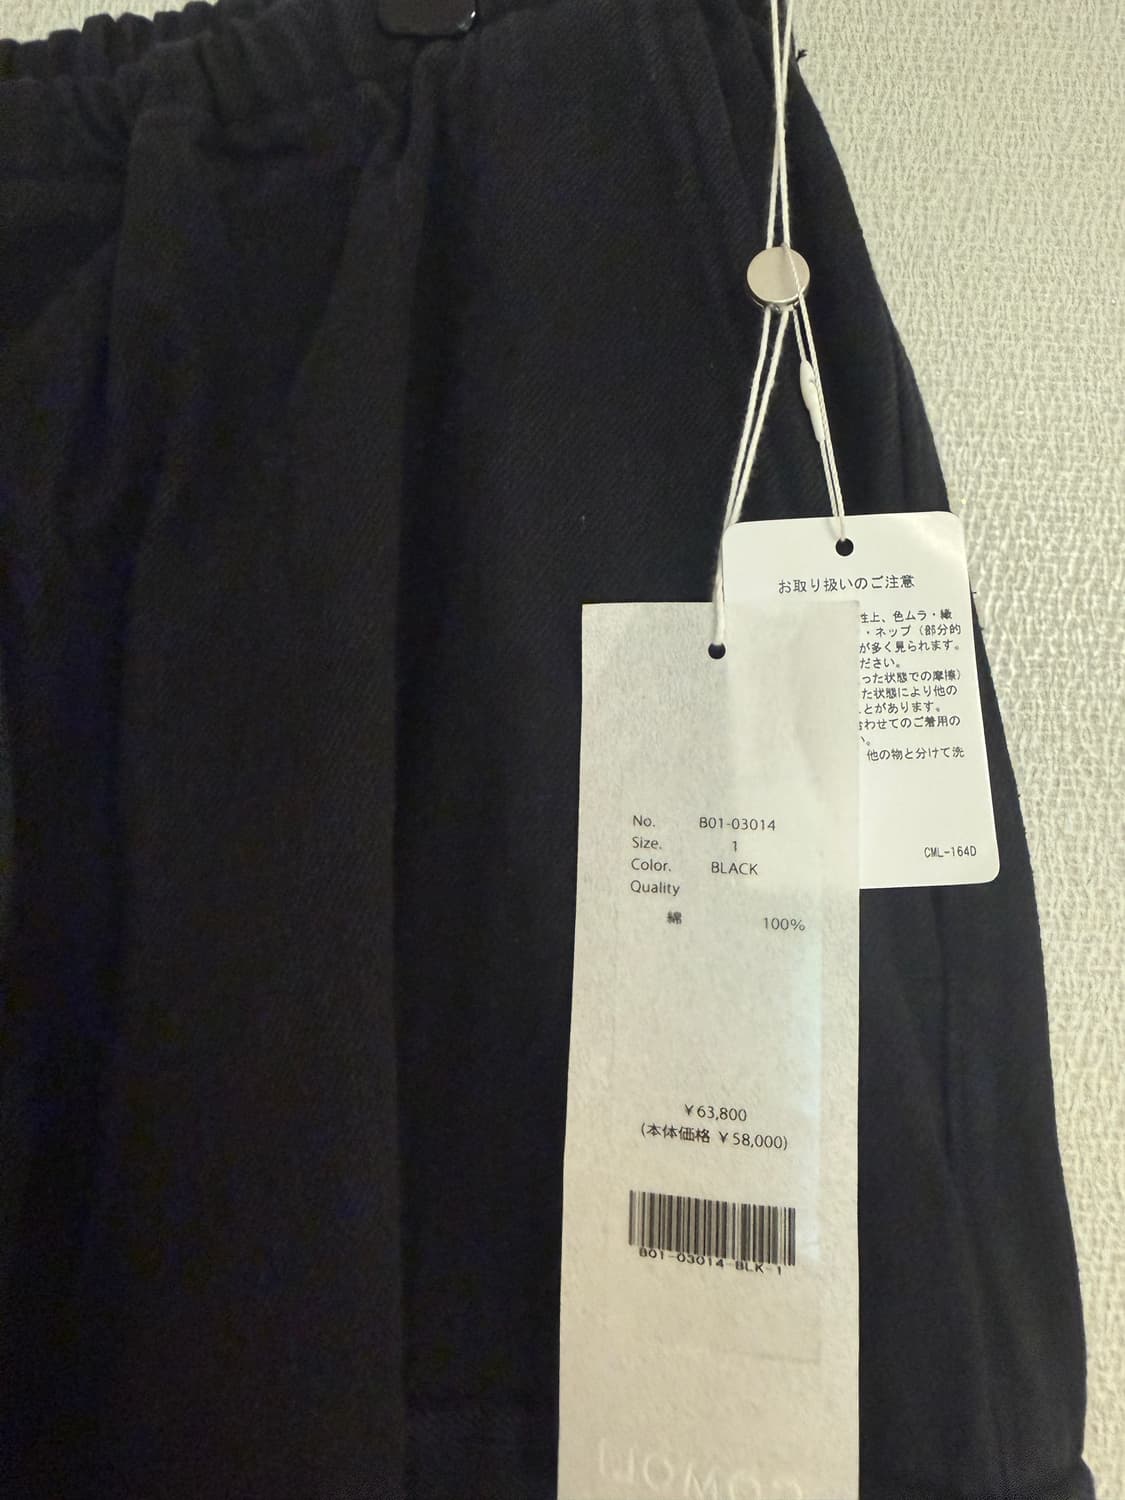 お取り扱いのご注意
性上、色ムラ・繊
・ネップ（部分的
が多く見られます。
ださい。
った状態での摩擦）
た状態により他の
とがあります。
合わせてのご着用の
い。
他の物と分けて洗
CML-164D
No. B01-03014
Size. 1
Color. BLACK
Quality
綿 100%
￥63,800
(本体価格 ￥58,000)
B01-03014-BLK-1